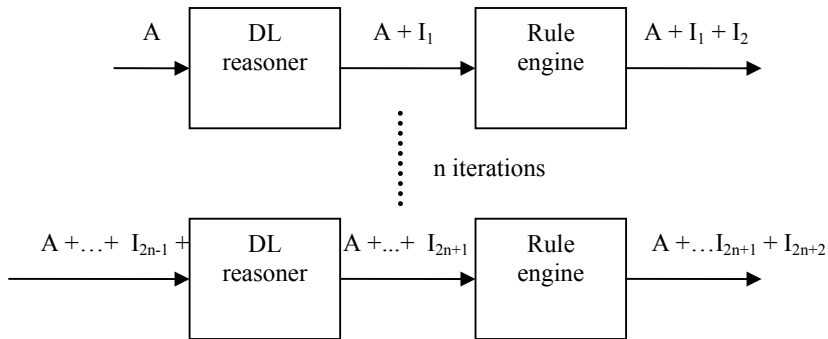 A
DL
reasoner
A + I₁
Rule
engine
A + I₁ + I₂
n iterations
A +…+ I₂ₙ₋₁ +
DL
reasoner
A +...+ I₂ₙ₊₁
Rule
engine
A +…I₂ₙ₊₁ + I₂ₙ₊₂